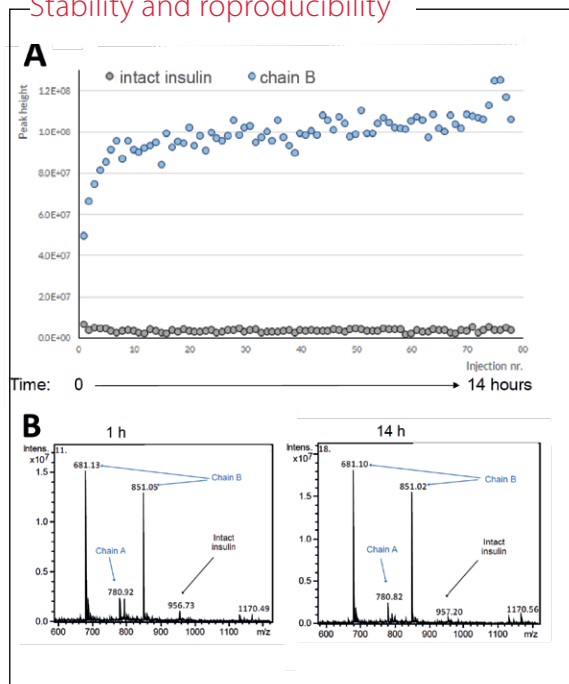 Stability and roproducibility
A
intact insulin chain B
Peak height
1.2E+08
1.0E+08
8.0E+07
6.0E+07
4.0E+07
2.0E+07
0.0E+00
0 10 20 30 40 50 60 70 80
Injection nr.
Time: 0 14 hours
B
1 h
Intens. 11.
x10⁷
681.13
Chain B
1.5
851.05
1.0
Chain A
Intact
insulin
0.5
780.92
956.73
1170.49
0.0
600 700 800 900 1000 1100 m/z
14 h
Intens. 18.
x10⁷
681.10
Chain B
851.02
1.5
1.0
Chain A
Intact
insulin
0.5
780.82
957.20
1170.56
0.0
600 700 800 900 1000 1100 m/z